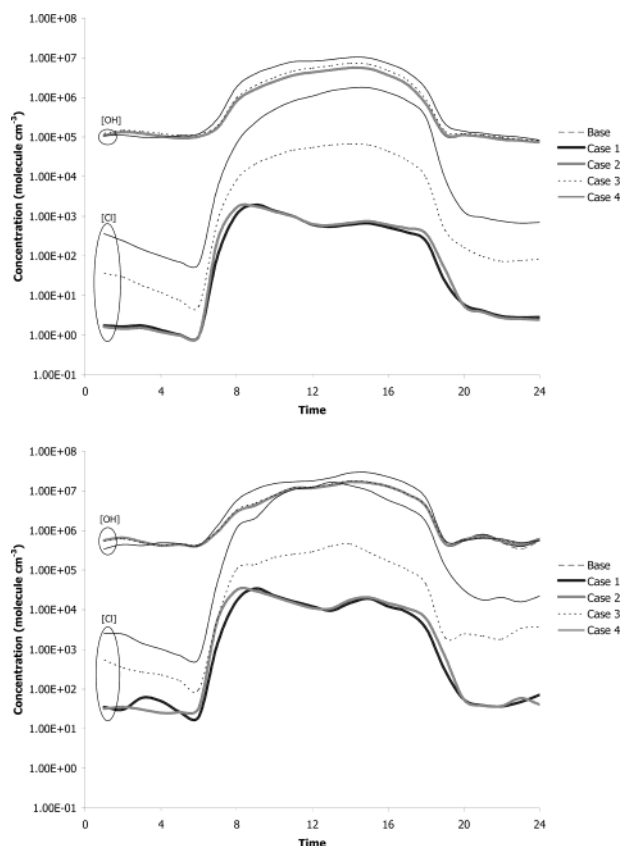 1.00E+08
1.00E+07
1.00E+06
1.00E+05
1.00E+04
1.00E+03
1.00E+02
1.00E+01
1.00E+00
1.00E-01
Concentration (molecule cm-3)
[OH]
[Cl]
0 4 8 12 16 20 24
Time
Base
Case 1
Case 2
Case 3
Case 4
1.00E+08
1.00E+07
1.00E+06
1.00E+05
1.00E+04
1.00E+03
1.00E+02
1.00E+01
1.00E+00
1.00E-01
Concentration (molecule cm-3)
[OH]
[Cl]
0 4 8 12 16 20 24
Time
Base
Case 1
Case 2
Case 3
Case 4